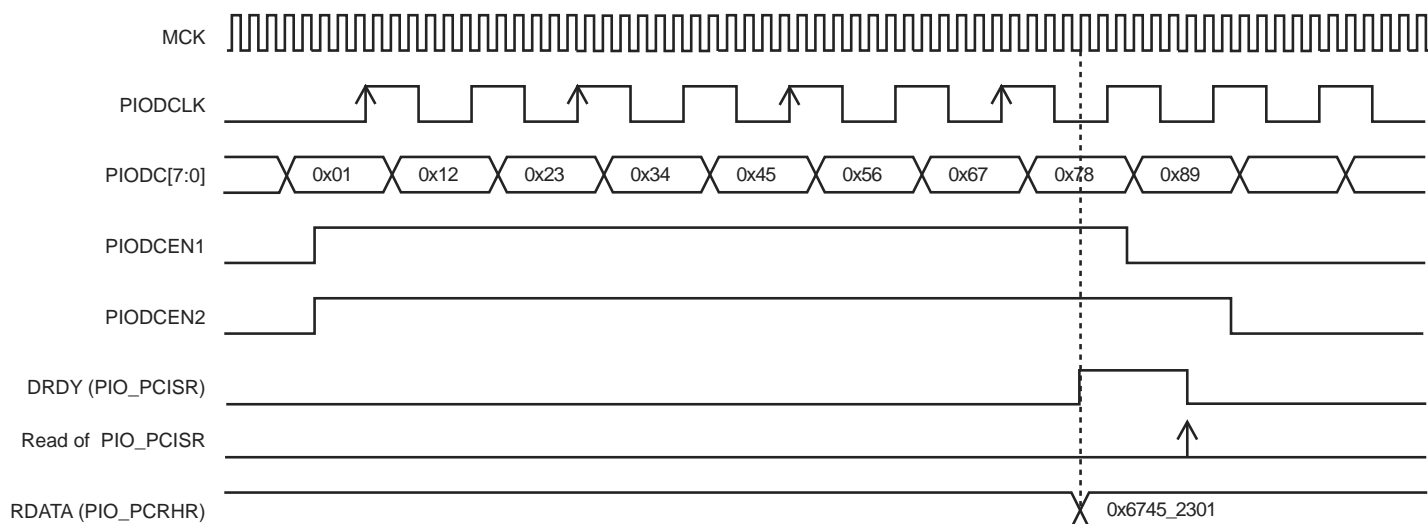 MCK
PIODCLK
PIODC[7:0] 0x01 0x12 0x23 0x34 0x45 0x56 0x67 0x78 0x89
PIODCEN1
PIODCEN2
DRDY (PIO_PCISR)
Read of PIO_PCISR
RDATA (PIO_PCRHR) 0x6745_2301